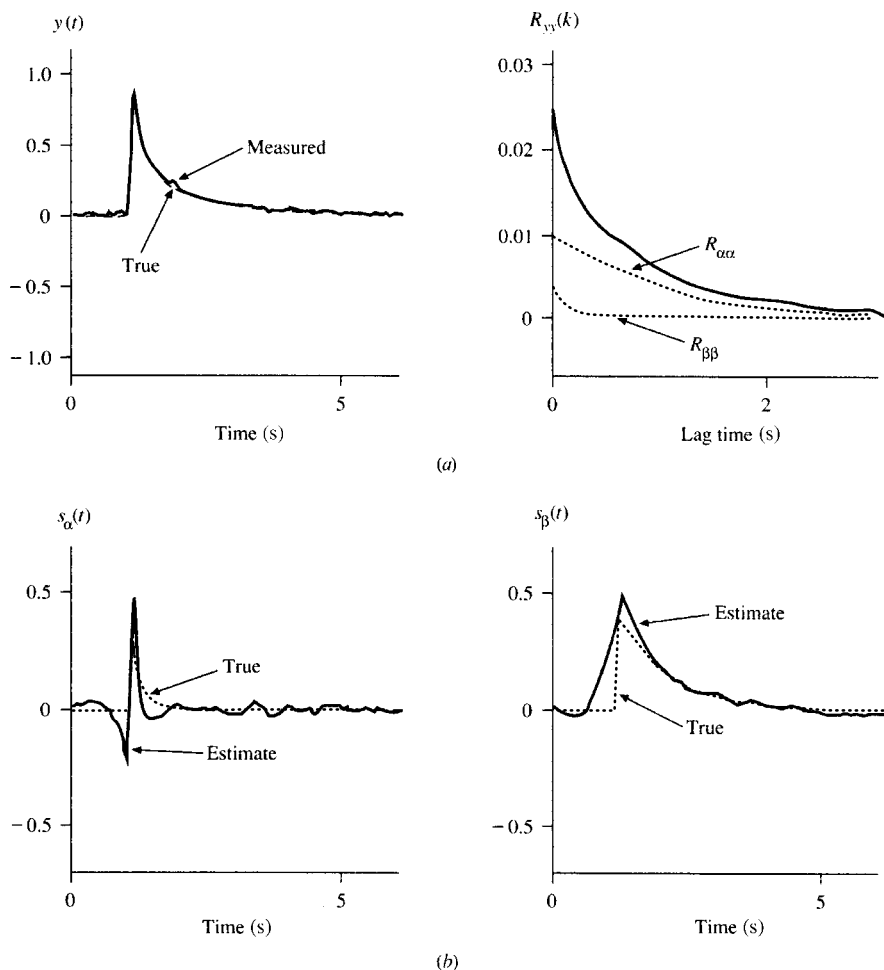 y(t)
1.0
0.5
0
−0.5
−1.0
Measured
True
0
5
Time (s)
R_yy(k)
0.03
0.02
0.01
0
R_αα
R_ββ
0
2
Lag time (s)
(a)
s_α(t)
0.5
0
−0.5
True
Estimate
0
5
Time (s)
s_β(t)
0.5
0
−0.5
Estimate
True
0
5
Time (s)
(b)